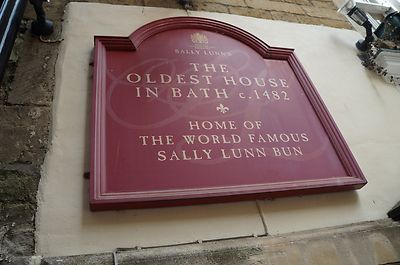 SALLY LUNN'S
THE
OLDEST HOUSE
IN BATH c.1482
HOME OF
THE WORLD FAMOUS
SALLY LUNN BUN